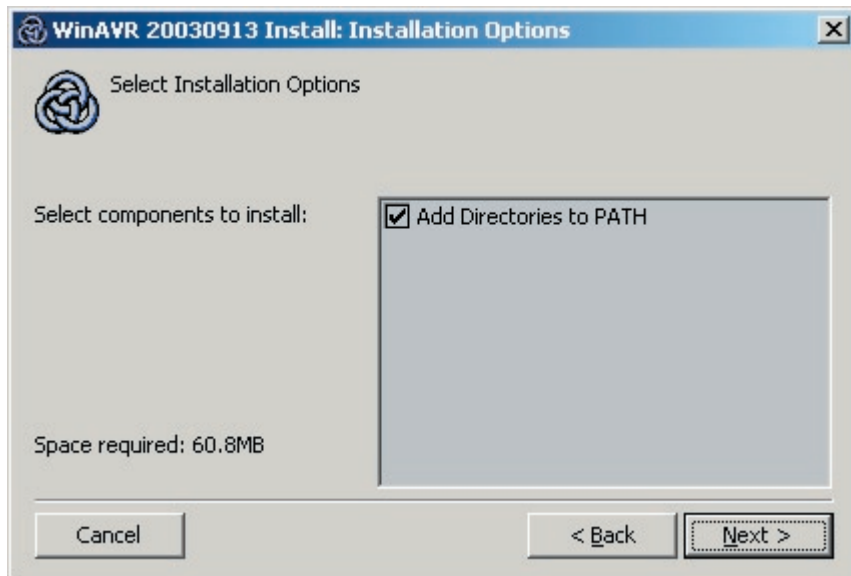 WinAVR 20030913 Install: Installation Options
Select Installation Options
Select components to install:
Add Directories to PATH
Space required: 60.8MB
Cancel
< Back
Next >